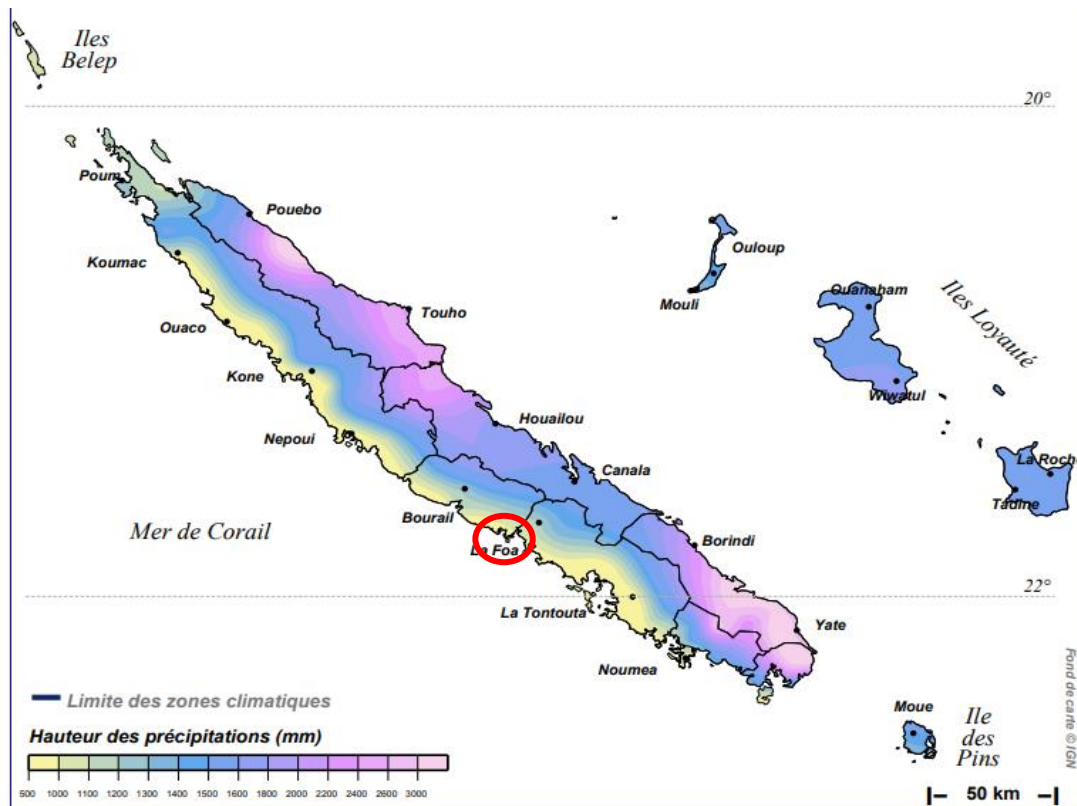 Iles
Belep
20°
Poum
Pouebo
Koumac
Ouloup
Mouli
Ouanaham
Iles Loyauté
Touho
Ouaco
Kone
Wiwatul
Nepoui
Houailou
La Roche
Canala
Tadine
Bourail
Mer de Corail
La Foa
Borindi
22°
La Tontouta
Yate
Noumea
Fond de carte © IGN
Limite des zones climatiques
Moue
Ile
des
Pins
Hauteur des précipitations (mm)
500 1000 1100 1200 1300 1400 1500 1600 1800 2000 2200 2400 2600 3000
50 km